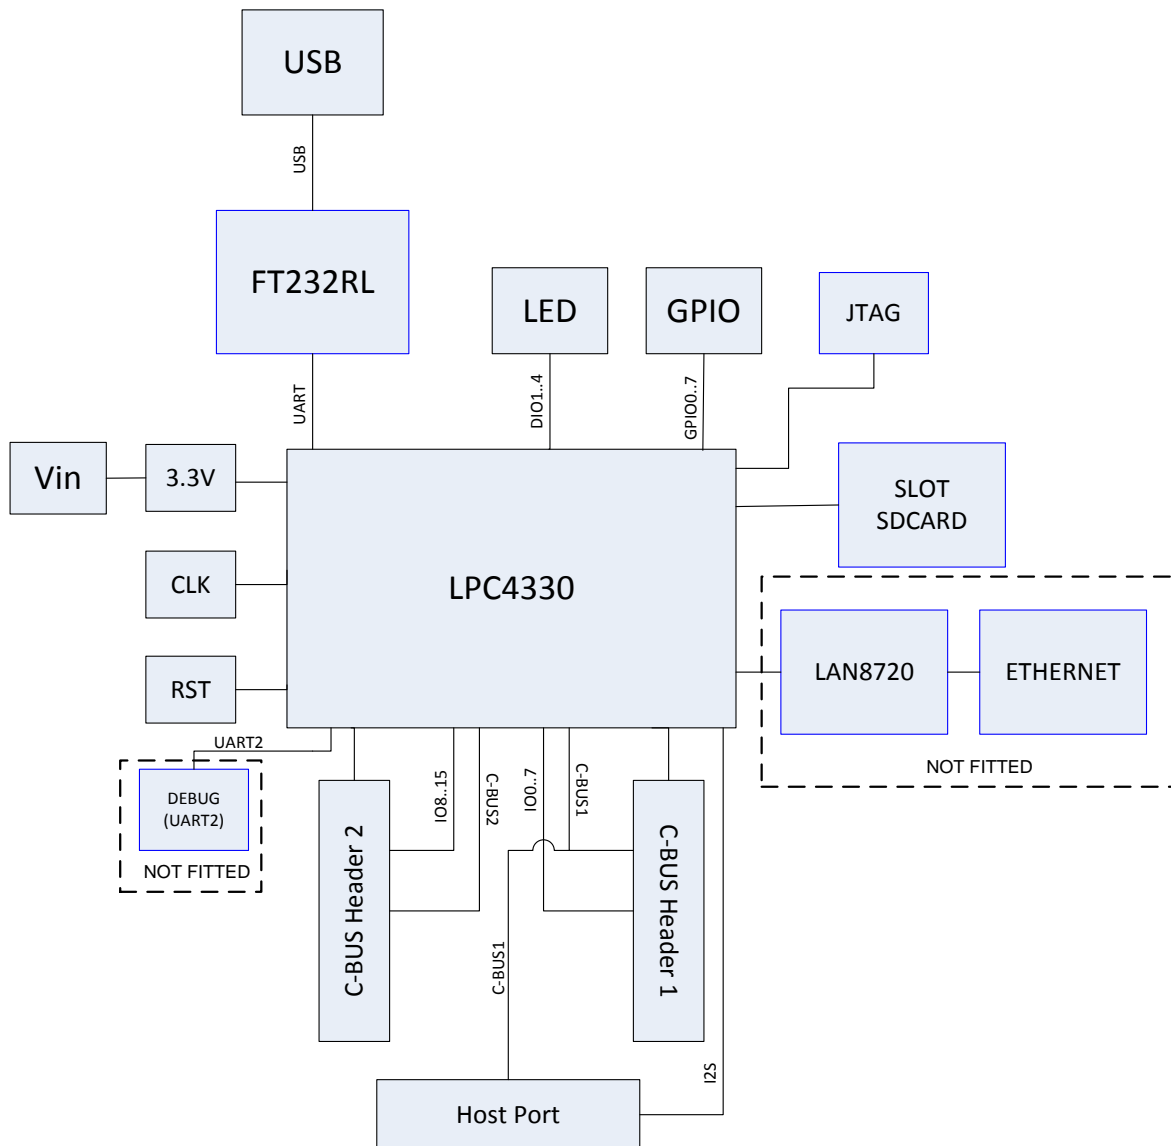 USB
USB
FT232RL
UART
LED
DIO1..4
GPIO
GPIO0..7
JTAG
Vin
3.3V
SLOT
SDCARD
CLK
LPC4330
RST
LAN8720
ETHERNET
NOT FITTED
UART2
DEBUG
(UART2)
NOT FITTED
IO8..15
C-BUS2
IO0..7
C-BUS1
C-BUS Header 2
C-BUS Header 1
C-BUS1
I2S
Host Port